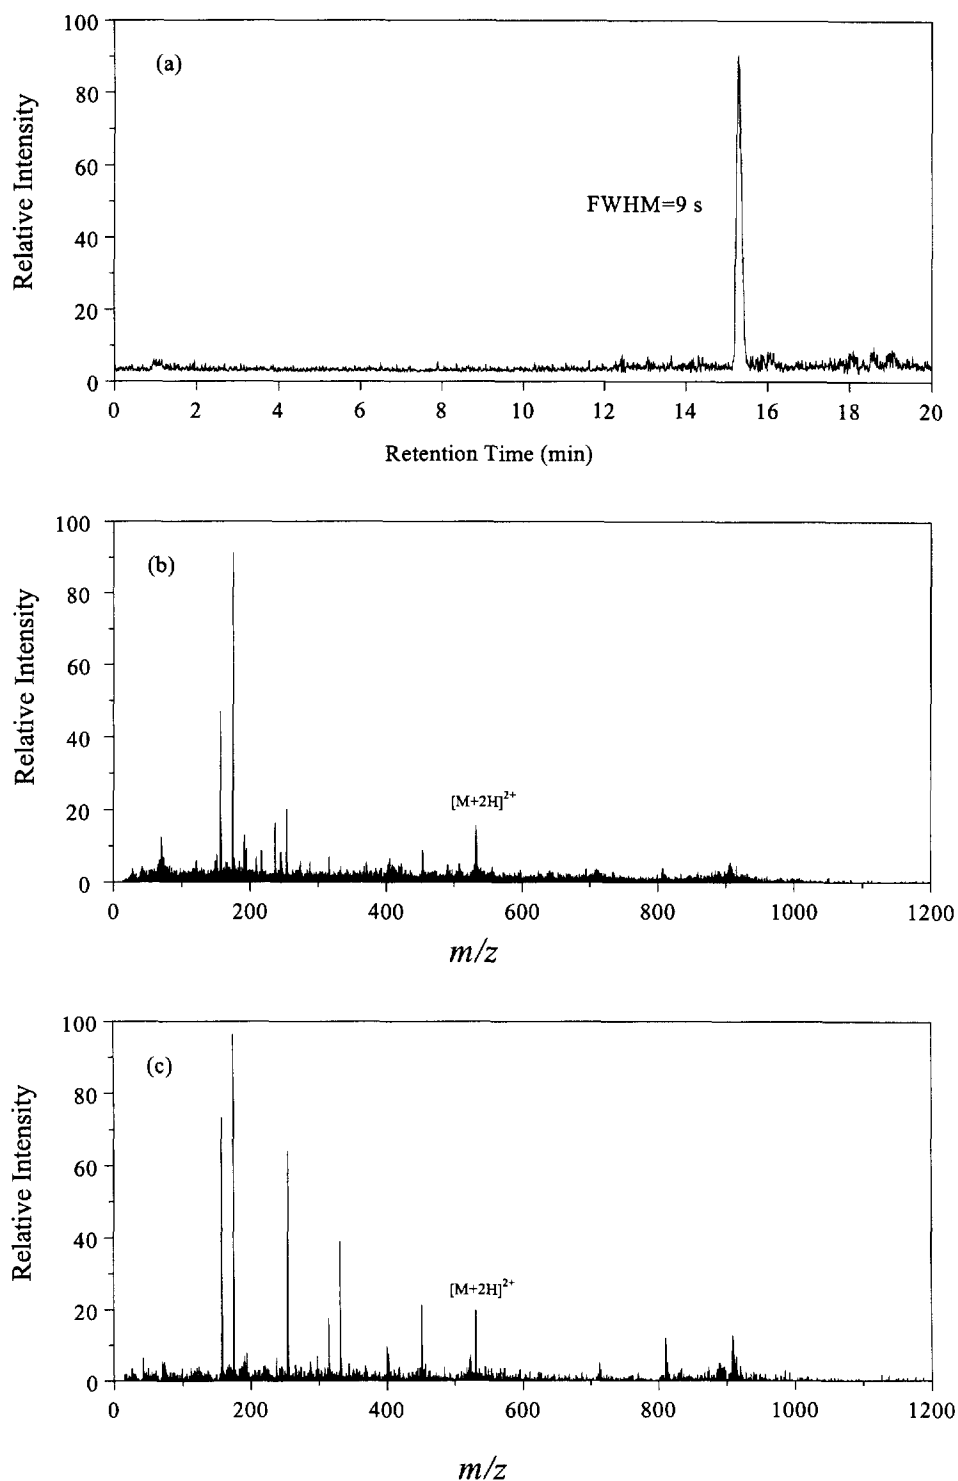 100
(a)
80
60
FWHM=9 s
40
20
0
Relative Intensity
0 2 4 6 8 10 12 14 16 18 20
Retention Time (min)
100
(b)
80
60
40
[M+2H]²⁺
20
0
Relative Intensity
0 200 400 600 800 1000 1200
m/z
100
(c)
80
60
40
[M+2H]²⁺
20
0
Relative Intensity
0 200 400 600 800 1000 1200
m/z